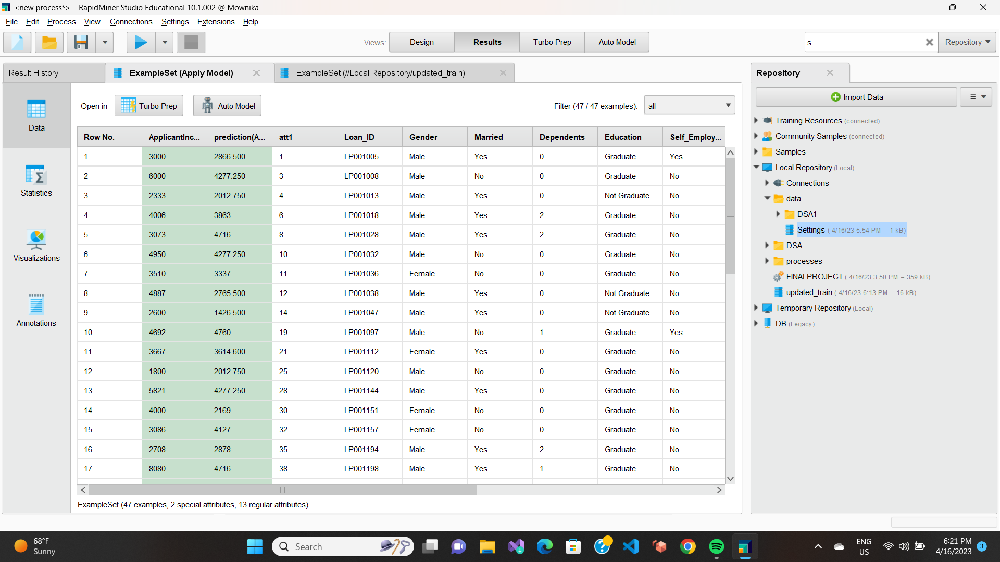 <new process*> – RapidMiner Studio Educational 10.1.002 @ Mownika
File Edit Process View Connections Settings Extensions Help
Views: Design Results Turbo Prep Auto Model s Repository
Result History ExampleSet (Apply Model) ExampleSet (//Local Repository/updated_train) Repository
Open in Turbo Prep Auto Model Filter (47 / 47 examples): all
Data
Statistics
Visualizations
Annotations
Row No. ApplicantInc... prediction(A... att1 Loan_ID Gender Married Dependents Education Self_Employ...
1 3000 2866.500 1 LP001005 Male Yes 0 Graduate Yes
2 6000 4277.250 3 LP001008 Male No 0 Graduate No
3 2333 2012.750 4 LP001013 Male Yes 0 Not Graduate No
4 4006 3863 6 LP001018 Male Yes 2 Graduate No
5 3073 4716 8 LP001028 Male Yes 2 Graduate No
6 4950 4277.250 10 LP001032 Male No 0 Graduate No
7 3510 3337 11 LP001036 Female No 0 Graduate No
8 4887 2765.500 12 LP001038 Male Yes 0 Not Graduate No
9 2600 1426.500 14 LP001047 Male Yes 0 Not Graduate No
10 4692 4760 19 LP001097 Male No 1 Graduate Yes
11 3667 3614.600 21 LP001112 Female Yes 0 Graduate No
12 1800 2012.750 25 LP001120 Male No 0 Graduate No
13 5821 4277.250 28 LP001144 Male Yes 0 Graduate No
14 4000 2169 30 LP001151 Female No 0 Graduate No
15 3086 4127 32 LP001157 Female No 0 Graduate No
16 2708 2878 35 LP001194 Male Yes 2 Graduate No
17 8080 4716 38 LP001198 Male Yes 1 Graduate No
ExampleSet (47 examples, 2 special attributes, 13 regular attributes)
Import Data
Training Resources (connected)
Community Samples (connected)
Samples
Local Repository (Local)
Connections
data
DSA1
Settings ( 4/16/23 5:54 PM – 1 kB)
DSA
processes
FINALPROJECT ( 4/16/23 3:50 PM – 359 kB)
updated_train ( 4/16/23 6:13 PM – 16 kB)
Temporary Repository (Local)
DB (Legacy)
68°F
Sunny
Search
ENG
US
6:21 PM
4/16/2023
3